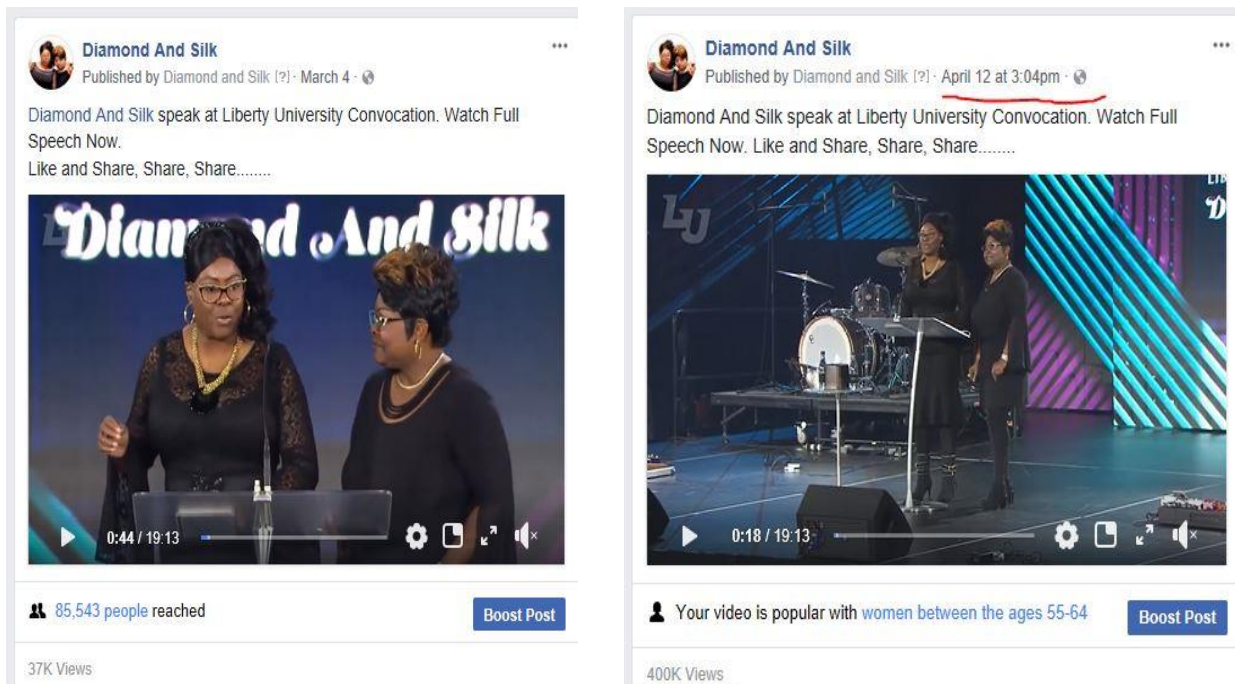 Diamond And Silk
Published by Diamond and Silk [?] · March 4 ·
Diamond And Silk speak at Liberty University Convocation. Watch Full
Speech Now.
Like and Share, Share, Share........
Diamond And Silk
0:44 / 19:13
85,543 people reached
Boost Post
37K Views
Diamond And Silk
Published by Diamond and Silk [?] · April 12 at 3:04pm ·
Diamond And Silk speak at Liberty University Convocation. Watch Full
Speech Now. Like and Share, Share, Share........
LU
0:18 / 19:13
Your video is popular with women between the ages 55-64
Boost Post
400K Views